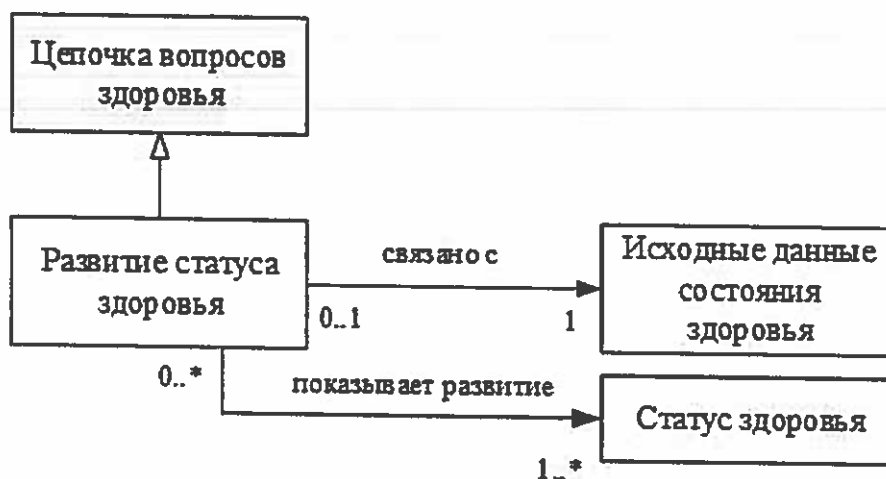 Цепочка вопросов
здоровья
Развитие статуса
здоровья
связано с
0..1
1
Исходные данные
состояния
здоровья
0..*
показывает развитие
1..*
Статус здоровья